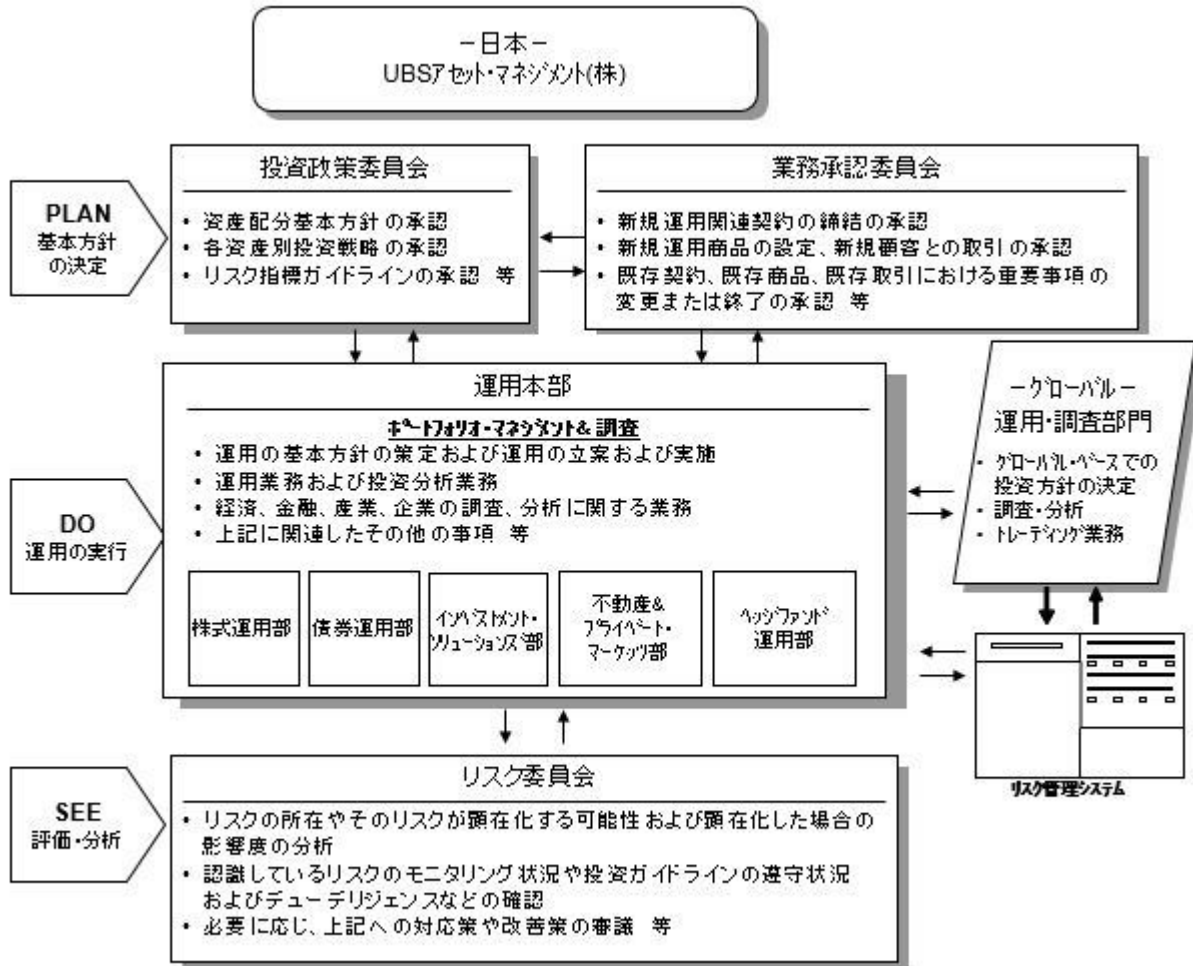 －日本－
UBSｱｾｯﾄ･ﾏﾈｼﾞﾒﾝﾄ(株)
PLAN
基本方針
の決定
投資政策委員会
• 資産配分基本方針の承認
• 各資産別投資戦略の承認
• リスク指標ガイドラインの承認 等
業務承認委員会
• 新規運用関連契約の締結の承認
• 新規運用商品の設定、新規顧客との取引の承認
• 既存契約、既存商品、既存取引における重要事項の
変更または終了の承認 等
DO
運用の実行
運用本部
ﾎﾟｰﾄﾌｫﾘｵ･ﾏﾈｼﾞﾒﾝﾄ& 調査
• 運用の基本方針の策定および運用の立案および実施
• 運用業務および投資分析業務
• 経済、金融、産業、企業の調査、分析に関する業務
• 上記に関連したその他の事項 等
株式運用部
債券運用部
ｲﾝﾍﾞｽﾄﾒﾝﾄ･
ｿﾘｭｰｼｮﾝｽﾞ部
不動産&
ﾌﾟﾗｲﾍﾞｰﾄ･
ﾏｰｹｯﾂ部
ﾍｯｼﾞﾌｧﾝﾄﾞ
運用部
－ｸﾞﾛｰﾊﾞﾙ－
運用･調査部門
• ｸﾞﾛｰﾊﾞﾙ･ﾍﾞｰｽでの
投資方針の決定
• 調査･分析
• ﾄﾚｰﾃﾞｨﾝｸﾞ業務
ﾘｽｸ管理ｼｽﾃﾑ
SEE
評価･分析
リスク委員会
• リスクの所在やそのリスクが顕在化する可能性および顕在化した場合の
影響度の分析
• 認識しているリスクのモニタリング状況や投資ガイドラインの遵守状況
およびデューデリジェンスなどの確認
• 必要に応じ、上記への対応策や改善策の審議 等